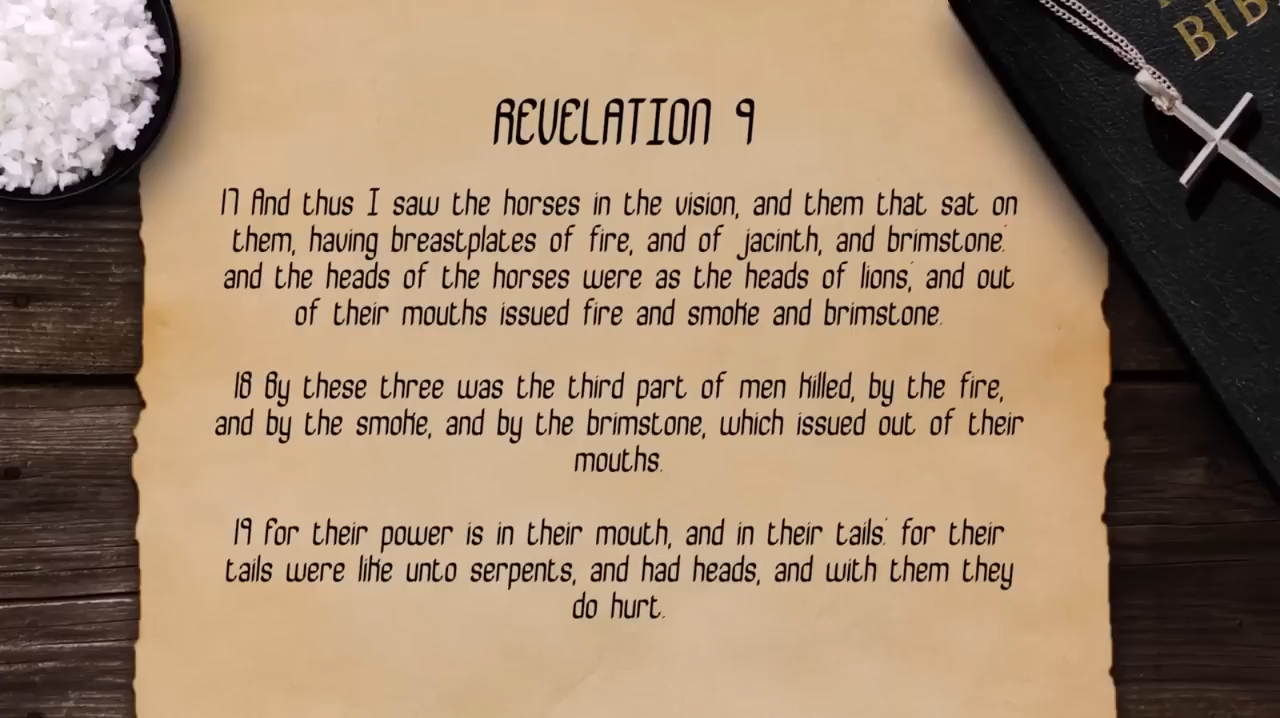 BIB
REVELATION 9
17 And thus I saw the horses in the vision, and them that sat on
them, having breastplates of fire, and of jacinth, and brimstone:
and the heads of the horses were as the heads of lions; and out
of their mouths issued fire and smoke and brimstone.
18 By these three was the third part of men killed, by the fire,
and by the smoke, and by the brimstone, which issued out of their
mouths.
19 For their power is in their mouth, and in their tails: for their
tails were like unto serpents, and had heads, and with them they
do hurt.